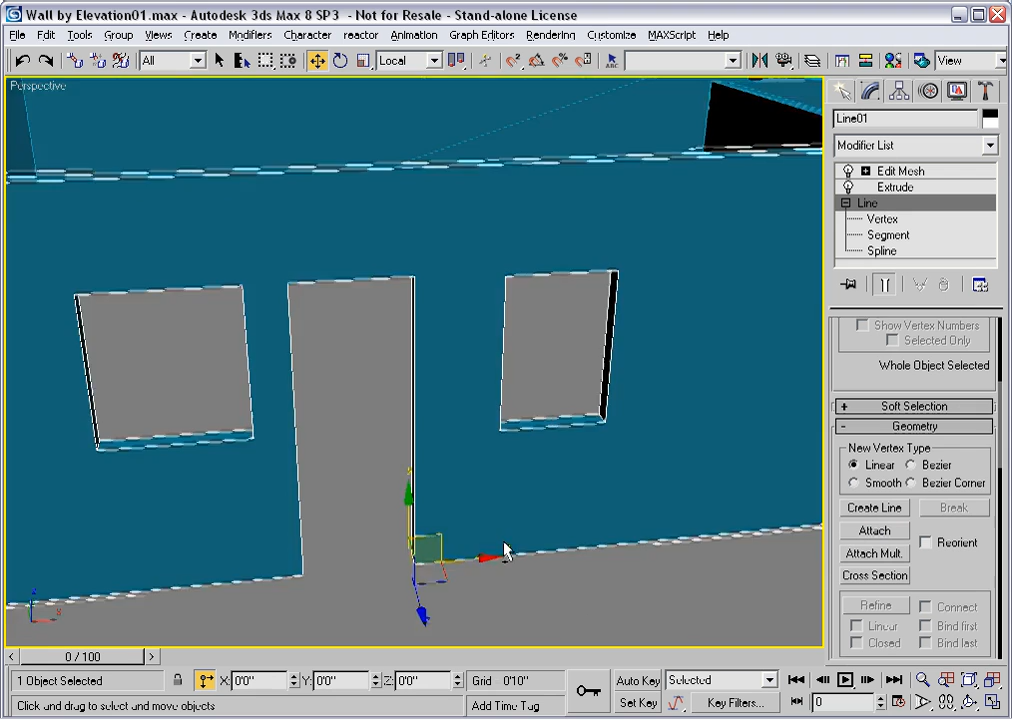 Wall by Elevation01.max - Autodesk 3ds Max 8 SP3 - Not for Resale - Stand-alone License
File Edit Tools Group Views Create Modifiers Character reactor Animation Graph Editors Rendering Customize MAXScript Help
All Local View
Perspective
Line01
Modifier List
Edit Mesh
Extrude
Line
Vertex
Segment
Spline
Show Vertex Numbers
Selected Only
Whole Object Selected
+ Soft Selection
- Geometry
New Vertex Type
Linear Bezier
Smooth Bezier Corner
Create Line Break
Attach
Reorient
Attach Mult.
Cross Section
Refine Connect
Linear Bind first
Closed Bind last
z
x
< 0 / 100 >
1 Object Selected X: 0'0" Y: 0'0" Z: 0'0" Grid 0'10" Auto Key Selected
Click and drag to select and move objects Add Time Tag Set Key Key Filters... 0